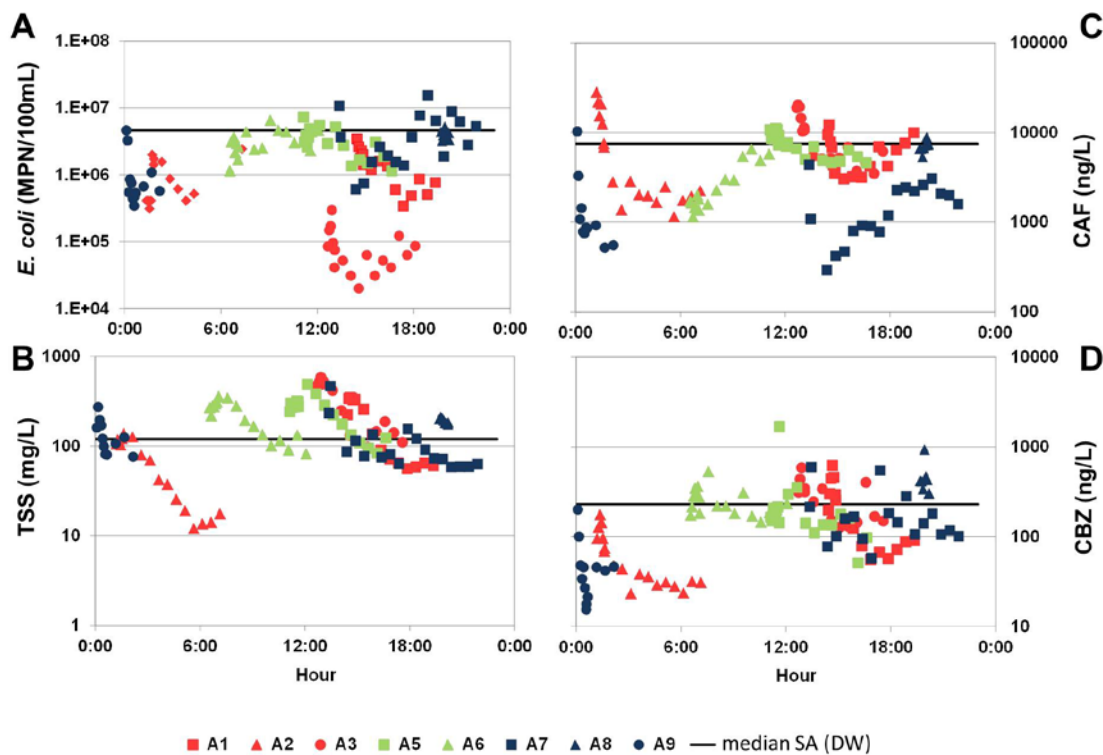 A
E. coli (MPN/100mL)
1.E+08
1.E+07
1.E+06
1.E+05
1.E+04
0:00 6:00 12:00 18:00 0:00
C
CAF (ng/L)
100000
10000
1000
100
0:00 6:00 12:00 18:00 0:00
B
TSS (mg/L)
1000
100
10
1
0:00 6:00 12:00 18:00 0:00
Hour
D
CBZ (ng/L)
10000
1000
100
10
0:00 6:00 12:00 18:00 0:00
Hour
A1 A2 A3 A5 A6 A7 A8 A9 median SA (DW)